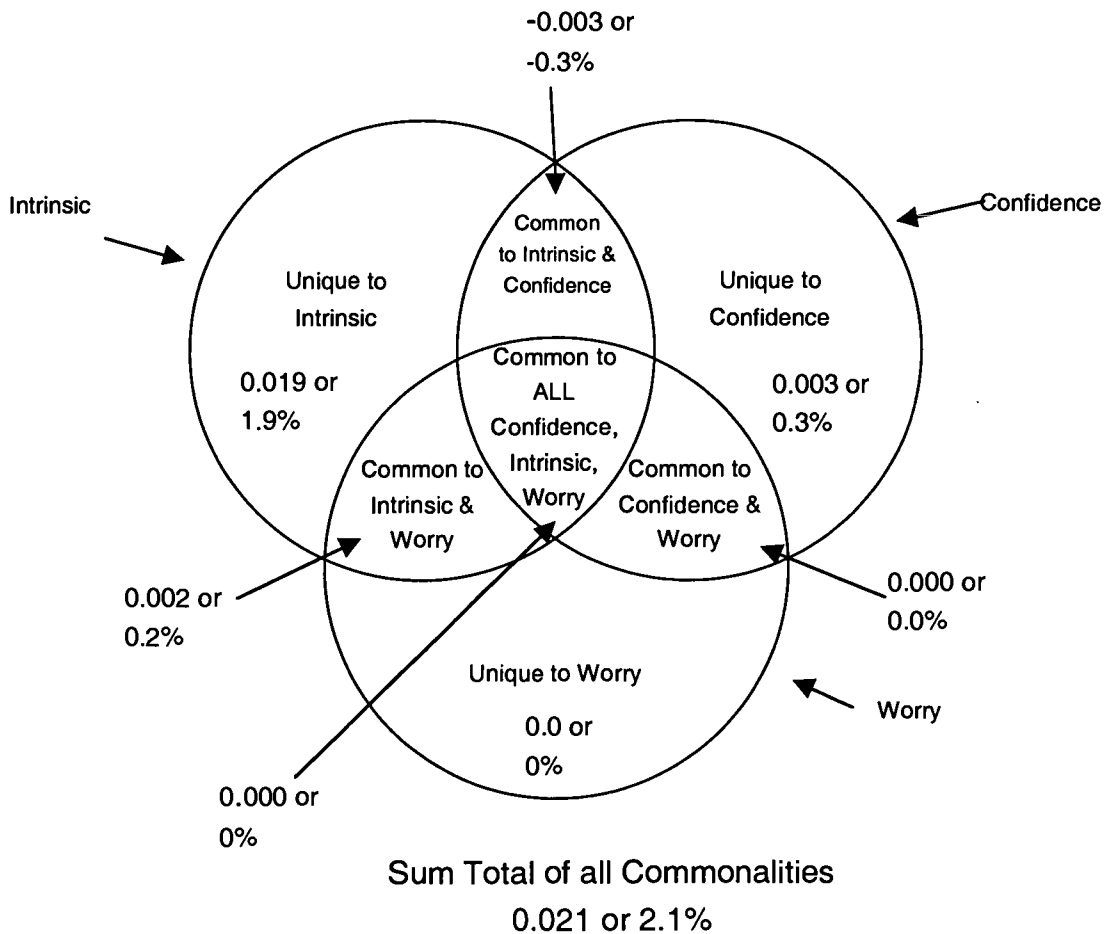 -0.003 or
-0.3%
Intrinsic
Confidence
Common
to Intrinsic &
Confidence
Unique to
Intrinsic
0.019 or
1.9%
Unique to
Confidence
0.003 or
0.3%
Common to
ALL
Confidence,
Intrinsic,
Worry
Common to
Intrinsic &
Worry
Common to
Confidence &
Worry
0.002 or
0.2%
0.000 or
0.0%
Unique to Worry
0.0 or
0%
Worry
0.000 or
0%
Sum Total of all Commonalities
0.021 or 2.1%